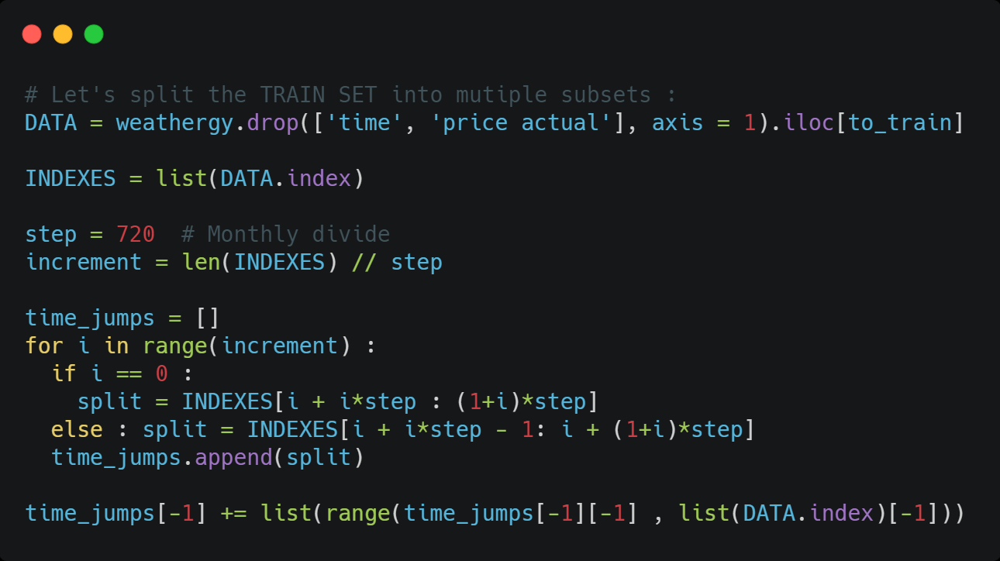 # Let's split the TRAIN SET into mutiple subsets :
DATA = weathergy.drop(['time', 'price actual'], axis = 1).iloc[to_train]
INDEXES = list(DATA.index)
step = 720  # Monthly divide
increment = len(INDEXES) // step
time_jumps = []
for i in range(increment) :
  if i == 0 :
    split = INDEXES[i + i*step : (1+i)*step]
  else : split = INDEXES[i + i*step - 1: i + (1+i)*step]
  time_jumps.append(split)
time_jumps[-1] += list(range(time_jumps[-1][-1] , list(DATA.index)[-1]))